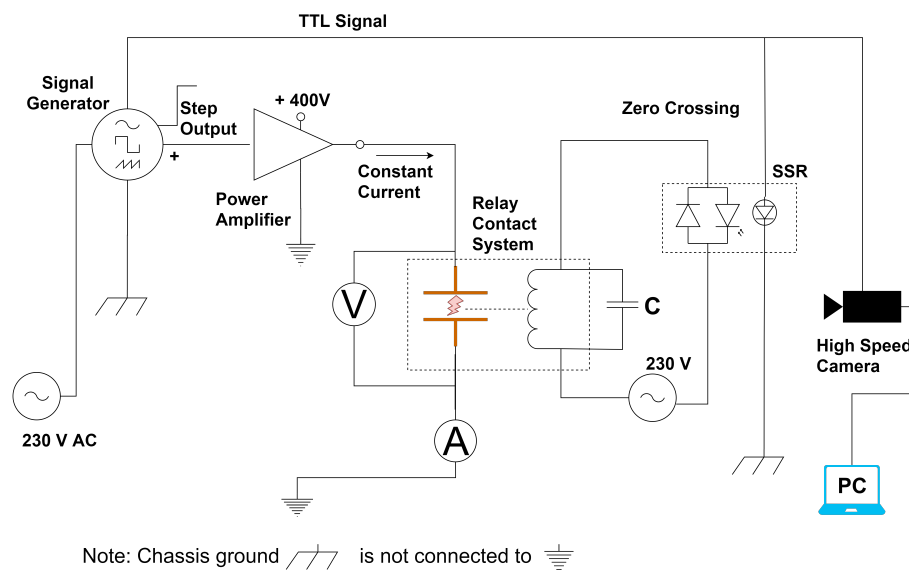 TTL Signal
Signal
Generator
Step
Output
+
+ 400V
Power
Amplifier
Constant
Current
Zero Crossing
SSR
Relay
Contact
System
V
C
230 V
High Speed
Camera
230 V AC
A
PC
Note: Chassis ground is not connected to